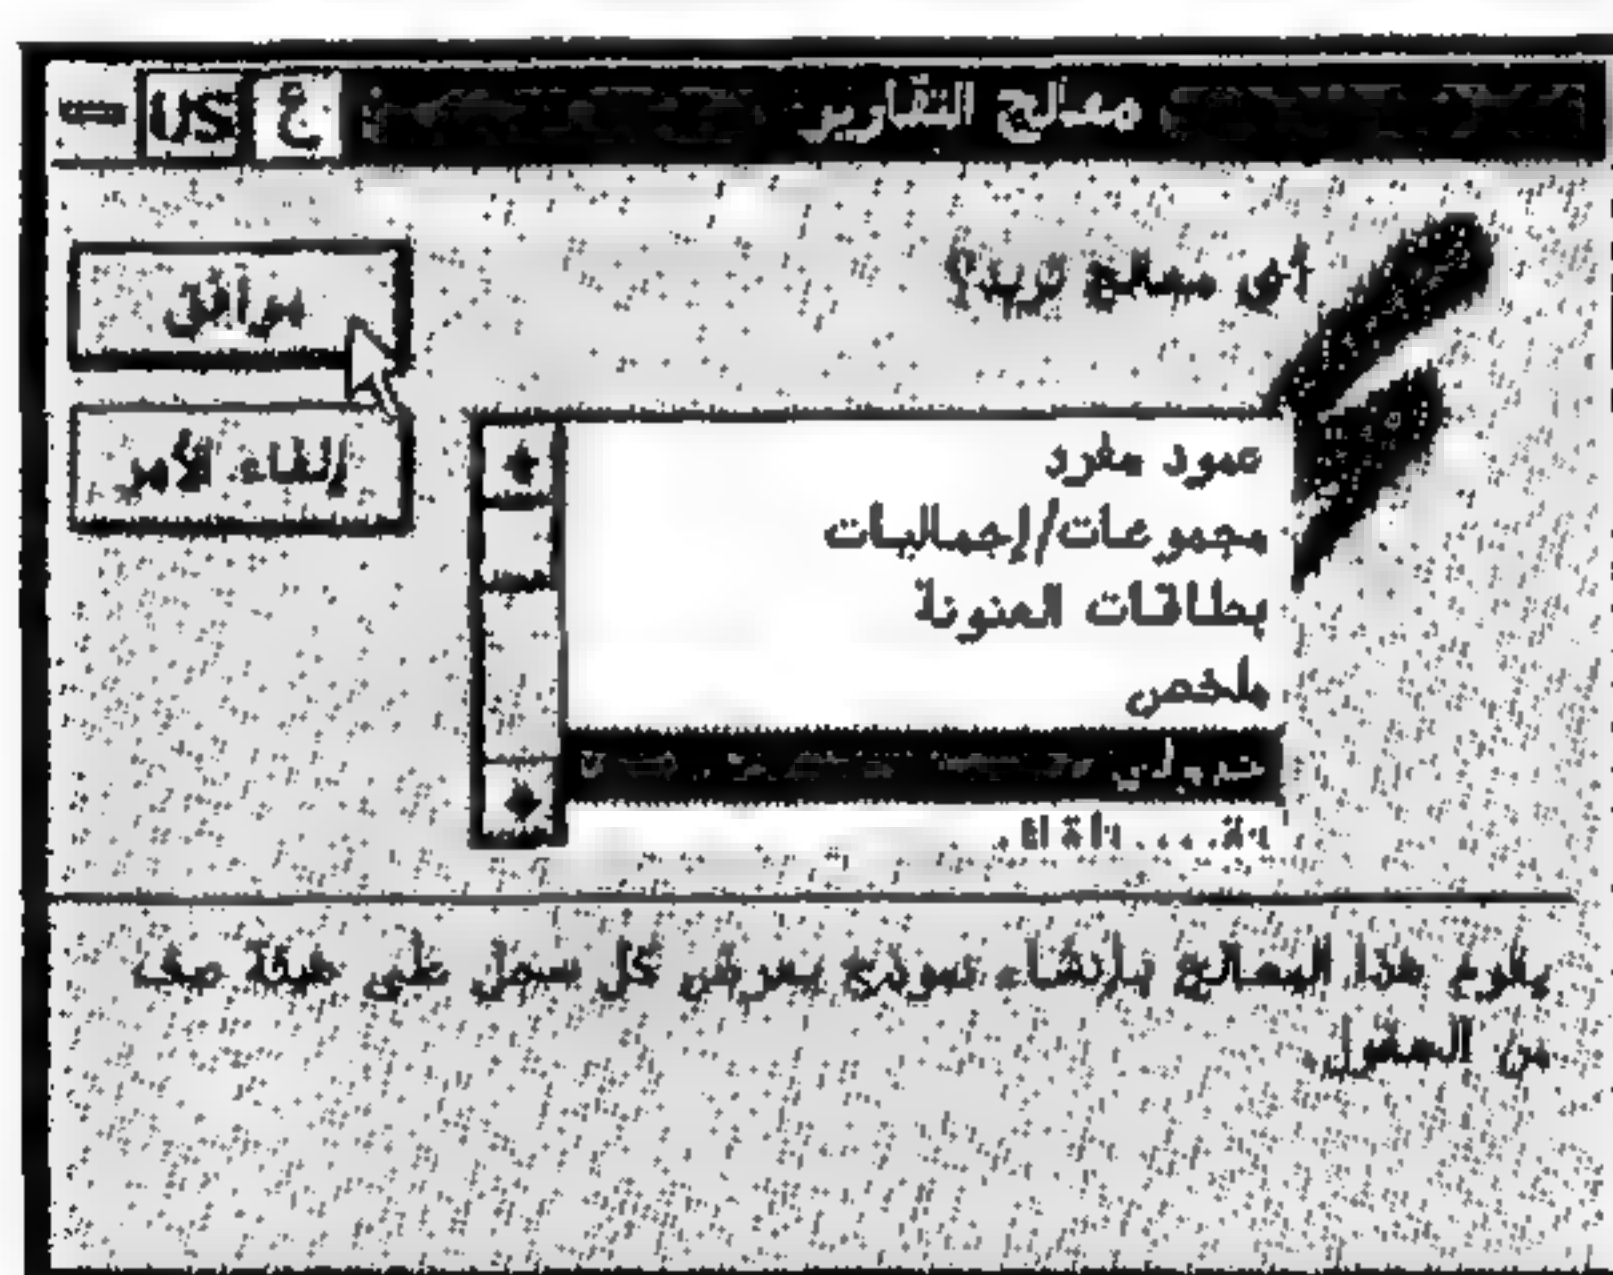 معالج التقارير
ع
US
أي معالج تريد؟
موافق
إلغاء الأمر
عمود مفرد
مجموعات/إجماليات
بطاقات العنونة
ملخص
جدولي
يقوم هذا المعالج بإنشاء نموذج يعرض كل سجل على هيئة صف
من الحقول.